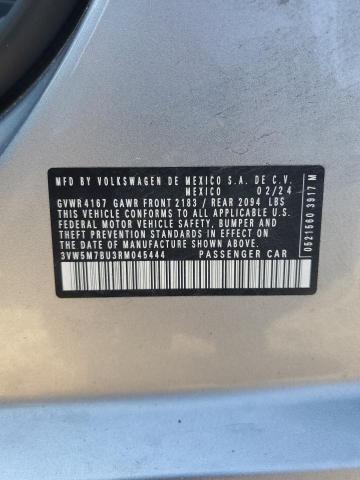 MFD BY VOLKSWAGEN DE MEXICO S.A. DE C.V.
MEXICO 02/24
GVWR 4167 GAWR FRONT 2183 / REAR 2094 LBS
THIS VEHICLE CONFORMS TO ALL APPLICABLE U.S.
FEDERAL MOTOR VEHICLE SAFETY, BUMPER AND
THEFT PREVENTION STANDARDS IN EFFECT ON THE
DATE OF MANUFACTURE SHOWN ABOVE.
3VW5M7BU3RM045444 PASSENGER CAR
0521560 3917 M